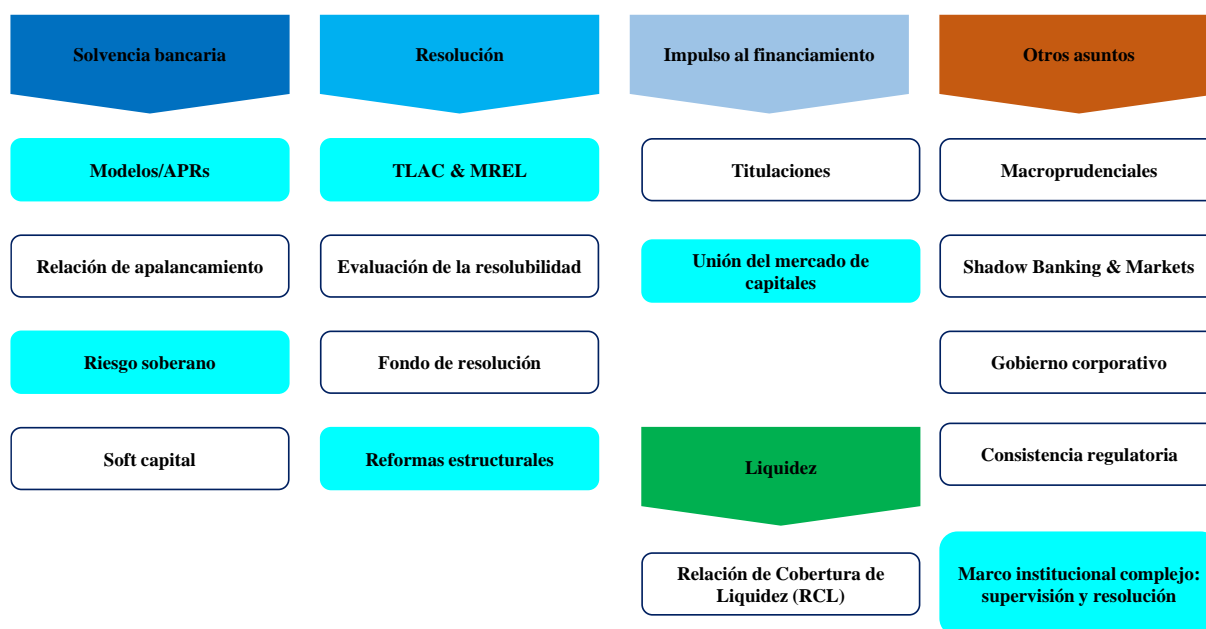 Solvencia bancaria
Modelos/APRs
Relación de apalancamiento
Riesgo soberano
Soft capital
Resolución
TLAC & MREL
Evaluación de la resolubilidad
Fondo de resolución
Reformas estructurales
Impulso al financiamiento
Titulaciones
Unión del mercado de
capitales
Liquidez
Relación de Cobertura de
Liquidez (RCL)
Otros asuntos
Macroprudenciales
Shadow Banking & Markets
Gobierno corporativo
Consistencia regulatoria
Marco institucional complejo:
supervisión y resolución